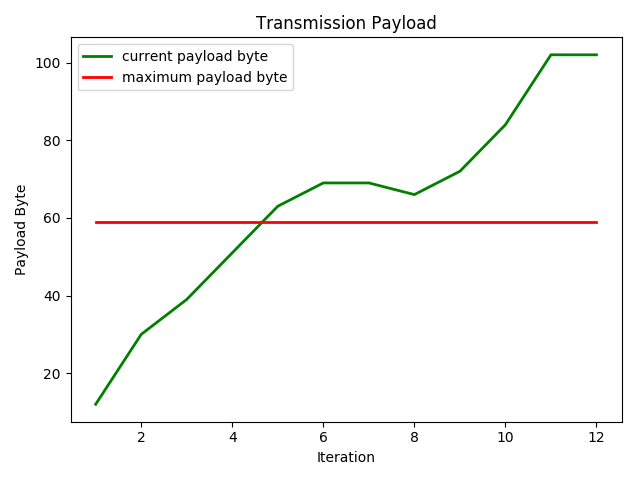 Transmission Payload
current payload byte
maximum payload byte
Payload Byte
100
80
60
40
20
2 4 6 8 10 12
Iteration